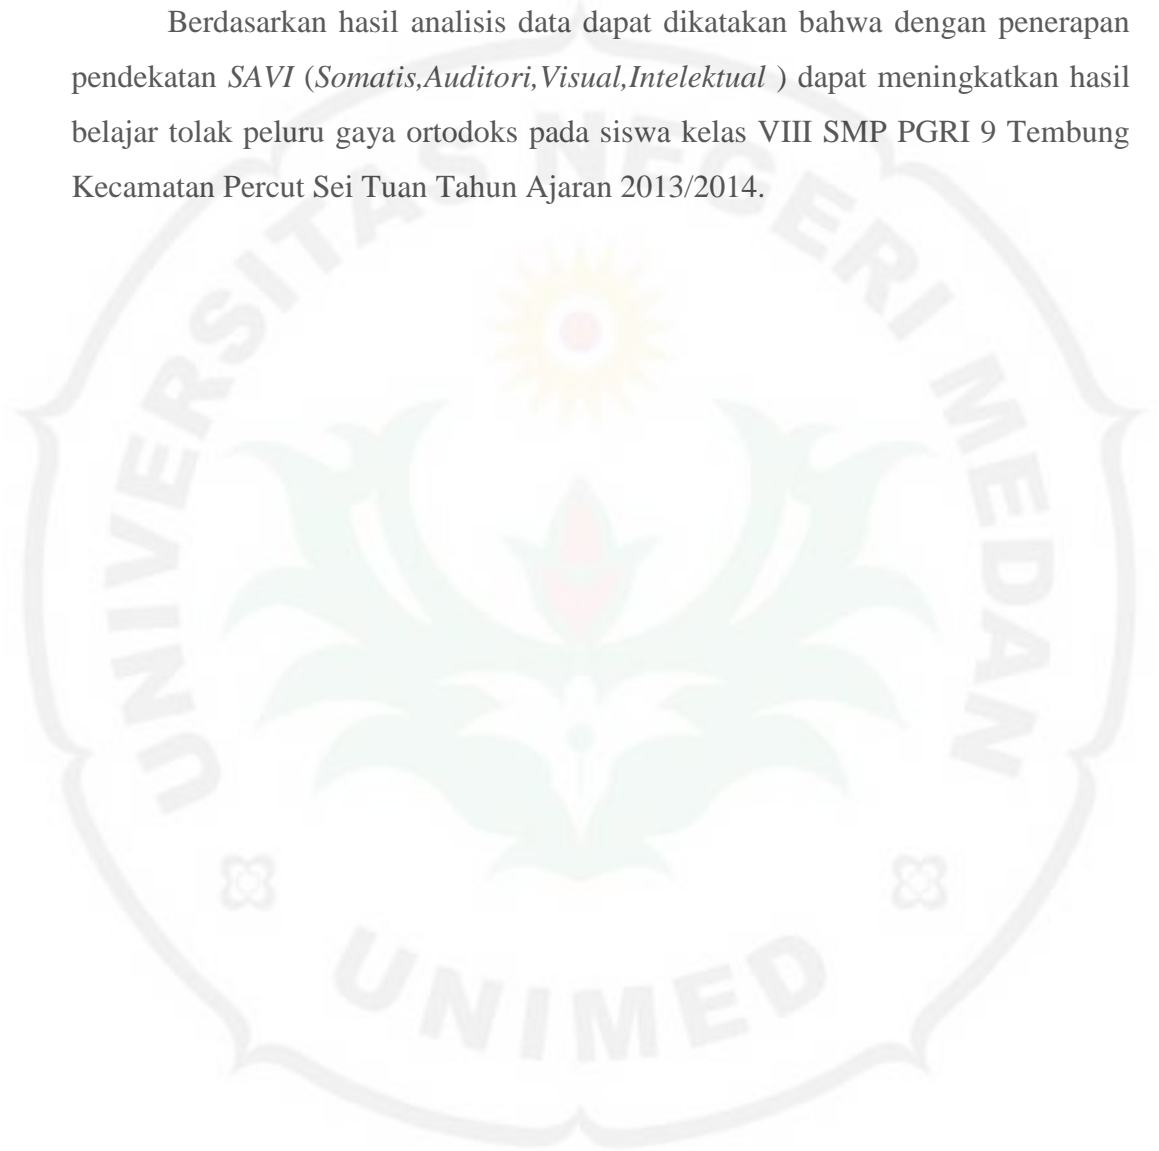 Berdasarkan hasil analisis data dapat dikatakan bahwa dengan penerapan
pendekatan SAVI (Somatis,Auditori,Visual,Intelektual ) dapat meningkatkan hasil
belajar tolak peluru gaya ortodoks pada siswa kelas VIII SMP PGRI 9 Tembung
Kecamatan Percut Sei Tuan Tahun Ajaran 2013/2014.
UNIVERSITAS NEGERI MEDAN
UNIMED